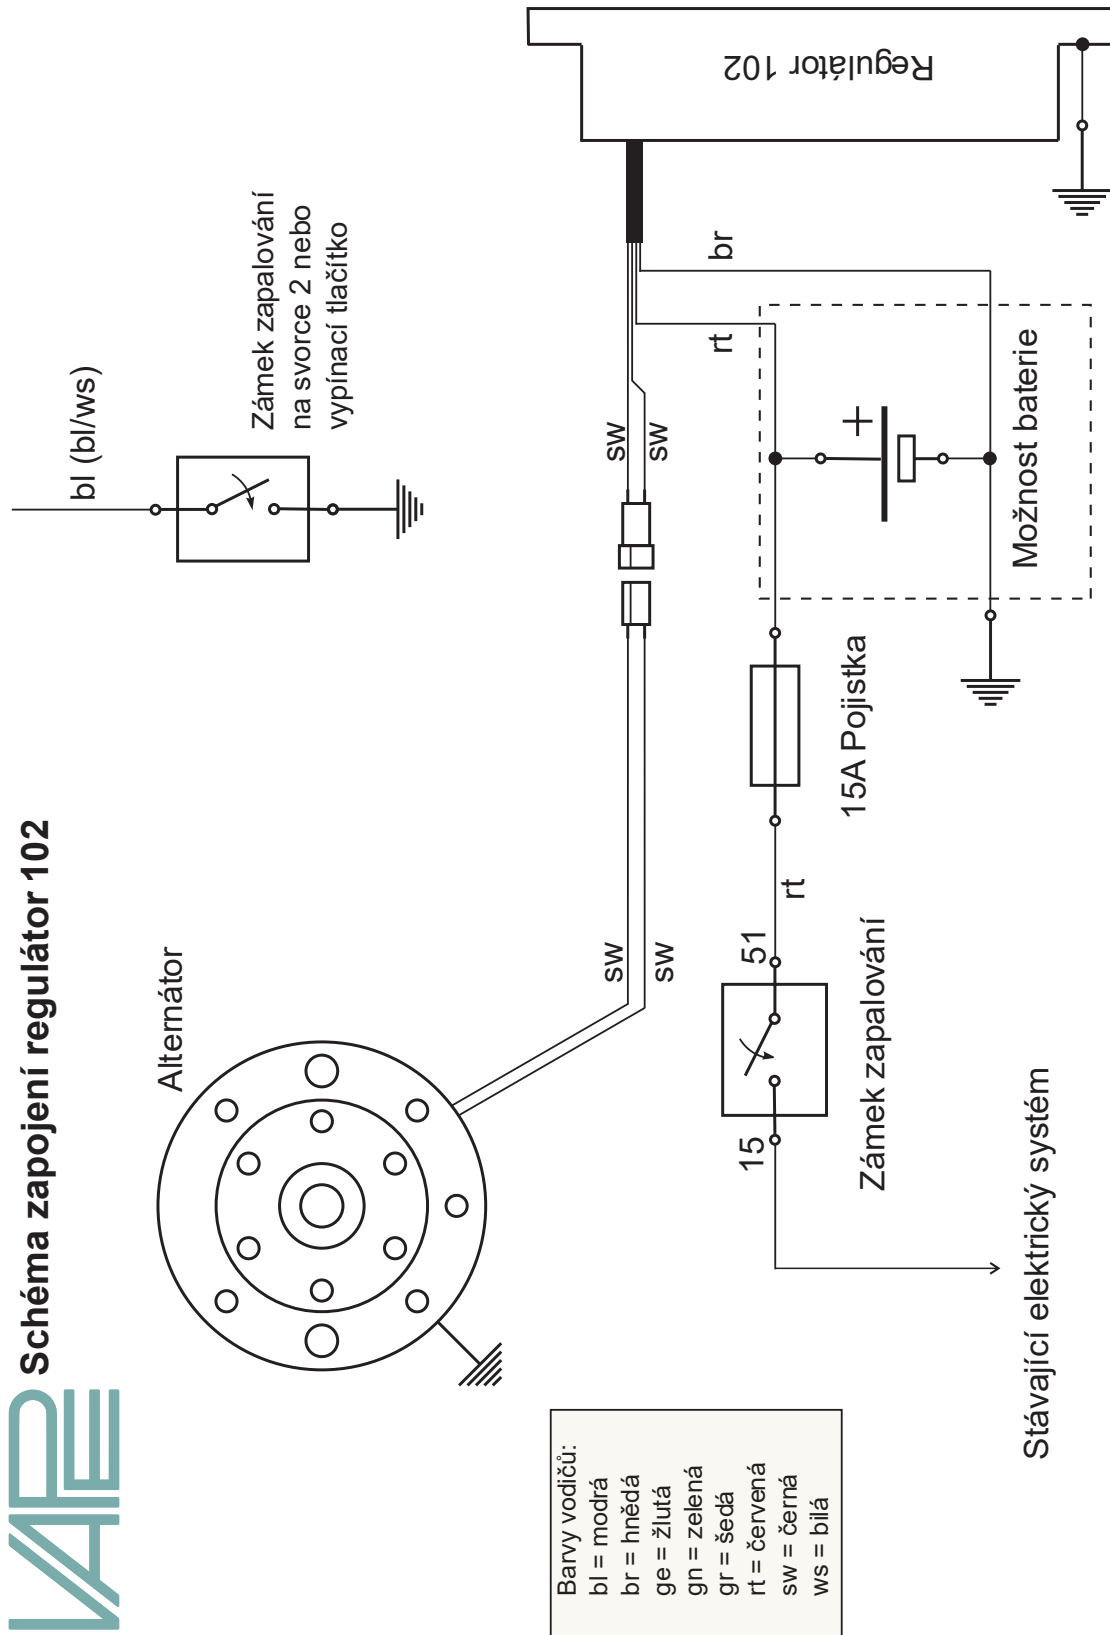 VAPE
Schéma zapojení regulátor 102
Alternátor
bl (bl/ws)
Zámek zapalování
na svorce 2 nebo
vypínací tlačítko
sw
sw
sw
sw
rt
br
Regulátor 102
Barvy vodičů:
bl = modrá
br = hnědá
ge = žlutá
gn = zelená
gr = šedá
rt = červená
sw = černá
ws = bílá
15
51
rt
Zámek zapalování
15A Pojistka
+
Možnost baterie
Stávající elektrický systém